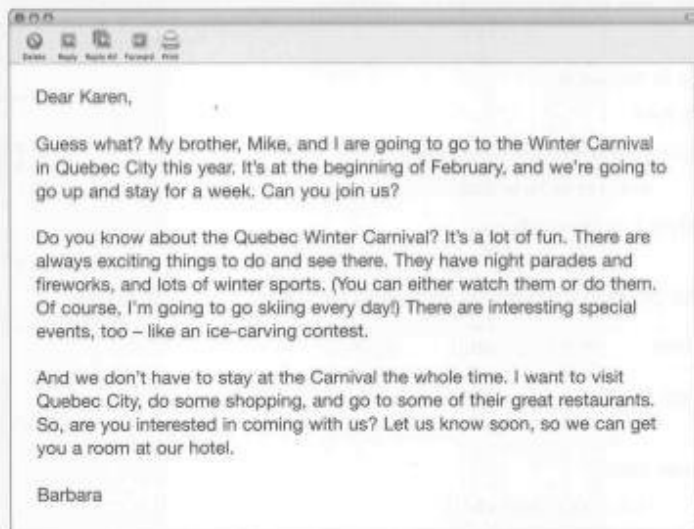 Delete Reply Reply All Forward Print
Dear Karen,
Guess what? My brother, Mike, and I are going to go to the Winter Carnival
in Quebec City this year. It's at the beginning of February, and we're going to
go up and stay for a week. Can you join us?
Do you know about the Quebec Winter Carnival? It's a lot of fun. There are
always exciting things to do and see there. They have night parades and
fireworks, and lots of winter sports. (You can either watch them or do them.
Of course, I'm going to go skiing every day!) There are interesting special
events, too – like an ice-carving contest.
And we don't have to stay at the Carnival the whole time. I want to visit
Quebec City, do some shopping, and go to some of their great restaurants.
So, are you interested in coming with us? Let us know soon, so we can get
you a room at our hotel.
Barbara